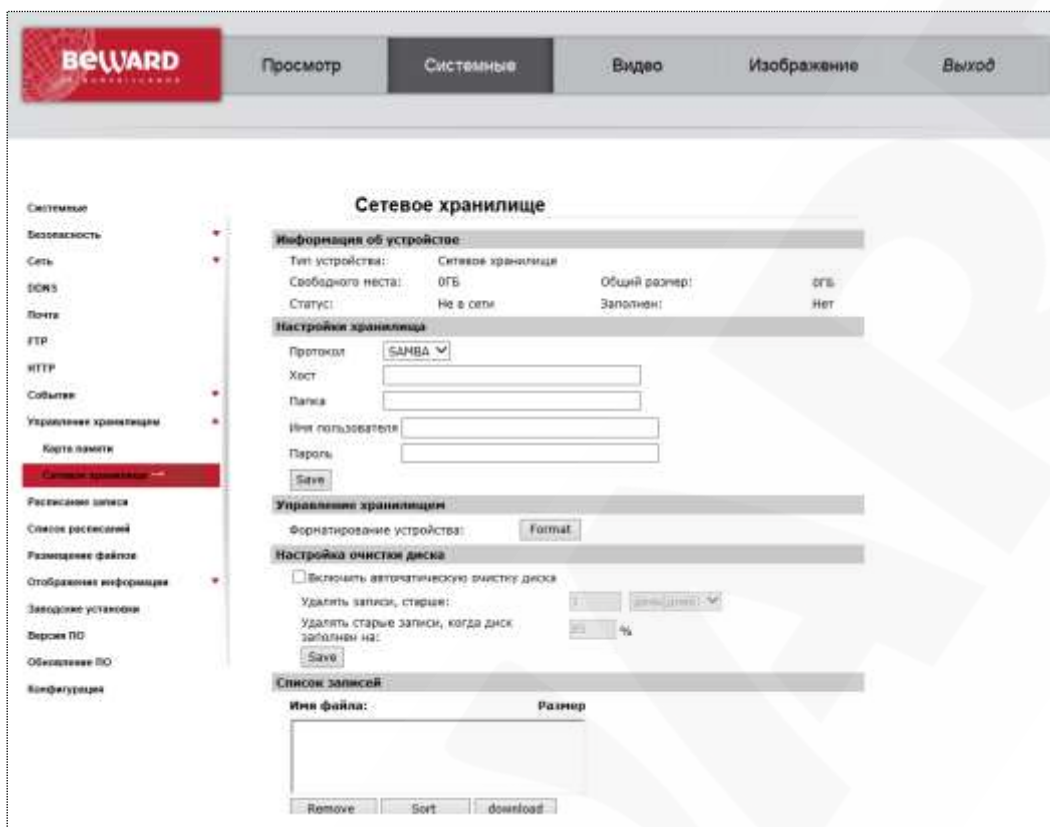 BEWARD
Просмотр Системные Видео Изображение Выход
Сетевое хранилище
Системные
Безопасность
Сеть
DDNS
Почта
FTP
HTTP
События
Управление хранилищем
Карта памяти
Сетевое хранилище
Расписание записи
Список расписаний
Размещение файлов
Отображение информации
Заводские установки
Версия ПО
Обновление ПО
Конфигурация
Информация об устройстве
Тип устройства: Сетевое хранилище
Свободного места: 0ГБ Общий размер: 0ГБ
Статус: Не в сети Заполнен: Нет
Настройки хранилища
Протокол SAMBA
Хост
Папка
Имя пользователя
Пароль
Save
Управление хранилищем
Форматирование устройства: Format
Настройка очистки диска
Включить автоматическую очистку диска
Удалять записи, старше: 1
Удалять старые записи, когда диск
заполнен на: %
Save
Список записей
Имя файла: Размер
Remove Sort download